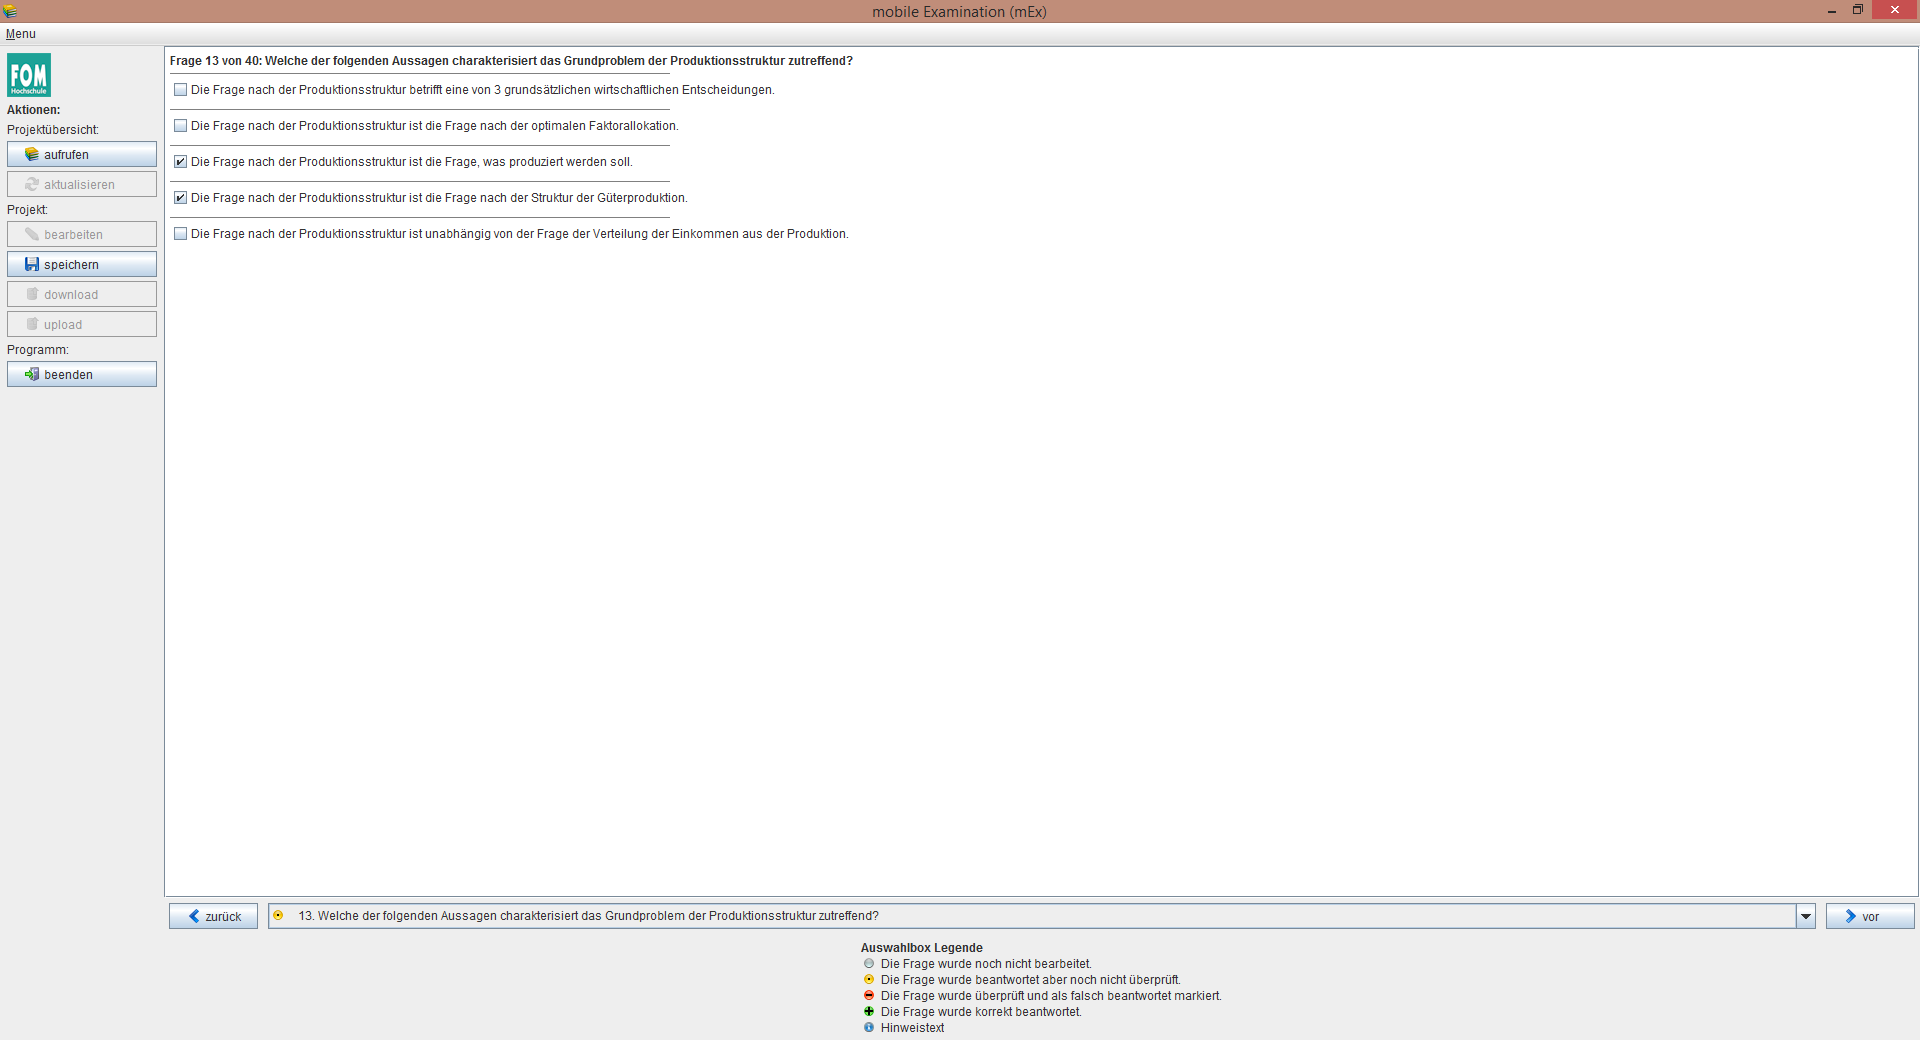 mobile Examination (mEx)
Menu
FOM
Hochschule
Aktionen:
Projektübersicht:
aufrufen
aktualisieren
Projekt:
bearbeiten
speichern
download
upload
Programm:
beenden
Frage 13 von 40: Welche der folgenden Aussagen charakterisiert das Grundproblem der Produktionsstruktur zutreffend?
Die Frage nach der Produktionsstruktur betrifft eine von 3 grundsätzlichen wirtschaftlichen Entscheidungen.
Die Frage nach der Produktionsstruktur ist die Frage nach der optimalen Faktorallokation.
Die Frage nach der Produktionsstruktur ist die Frage, was produziert werden soll.
Die Frage nach der Produktionsstruktur ist die Frage nach der Struktur der Güterproduktion.
Die Frage nach der Produktionsstruktur ist unabhängig von der Frage der Verteilung der Einkommen aus der Produktion.
zurück
13. Welche der folgenden Aussagen charakterisiert das Grundproblem der Produktionsstruktur zutreffend?
vor
Auswahlbox Legende
Die Frage wurde noch nicht bearbeitet.
Die Frage wurde beantwortet aber noch nicht überprüft.
Die Frage wurde überprüft und als falsch beantwortet markiert.
Die Frage wurde korrekt beantwortet.
Hinweistext